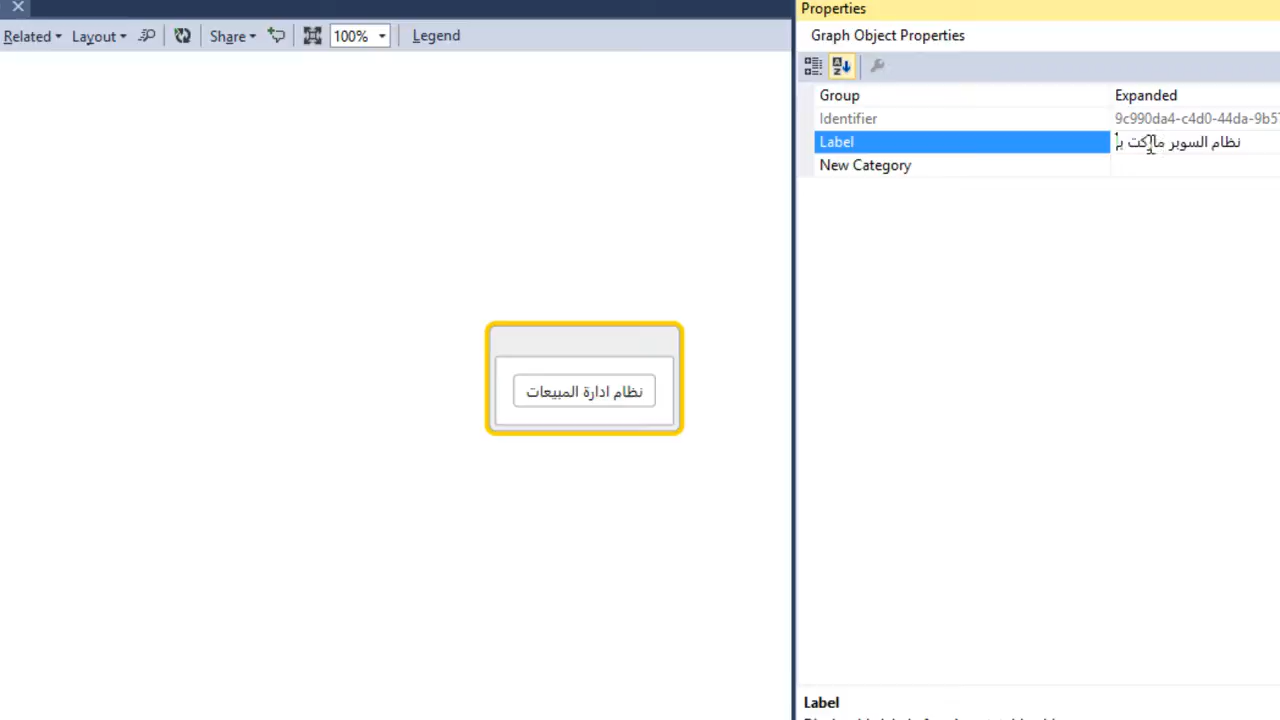 Related
Layout
Share
100%
Legend
نظام ادارة المبيعات
Properties
Graph Object Properties
Group Expanded
Identifier 9c990da4-c4d0-44da-9b57
Label نظام السوبر ماركت
New Category
Label